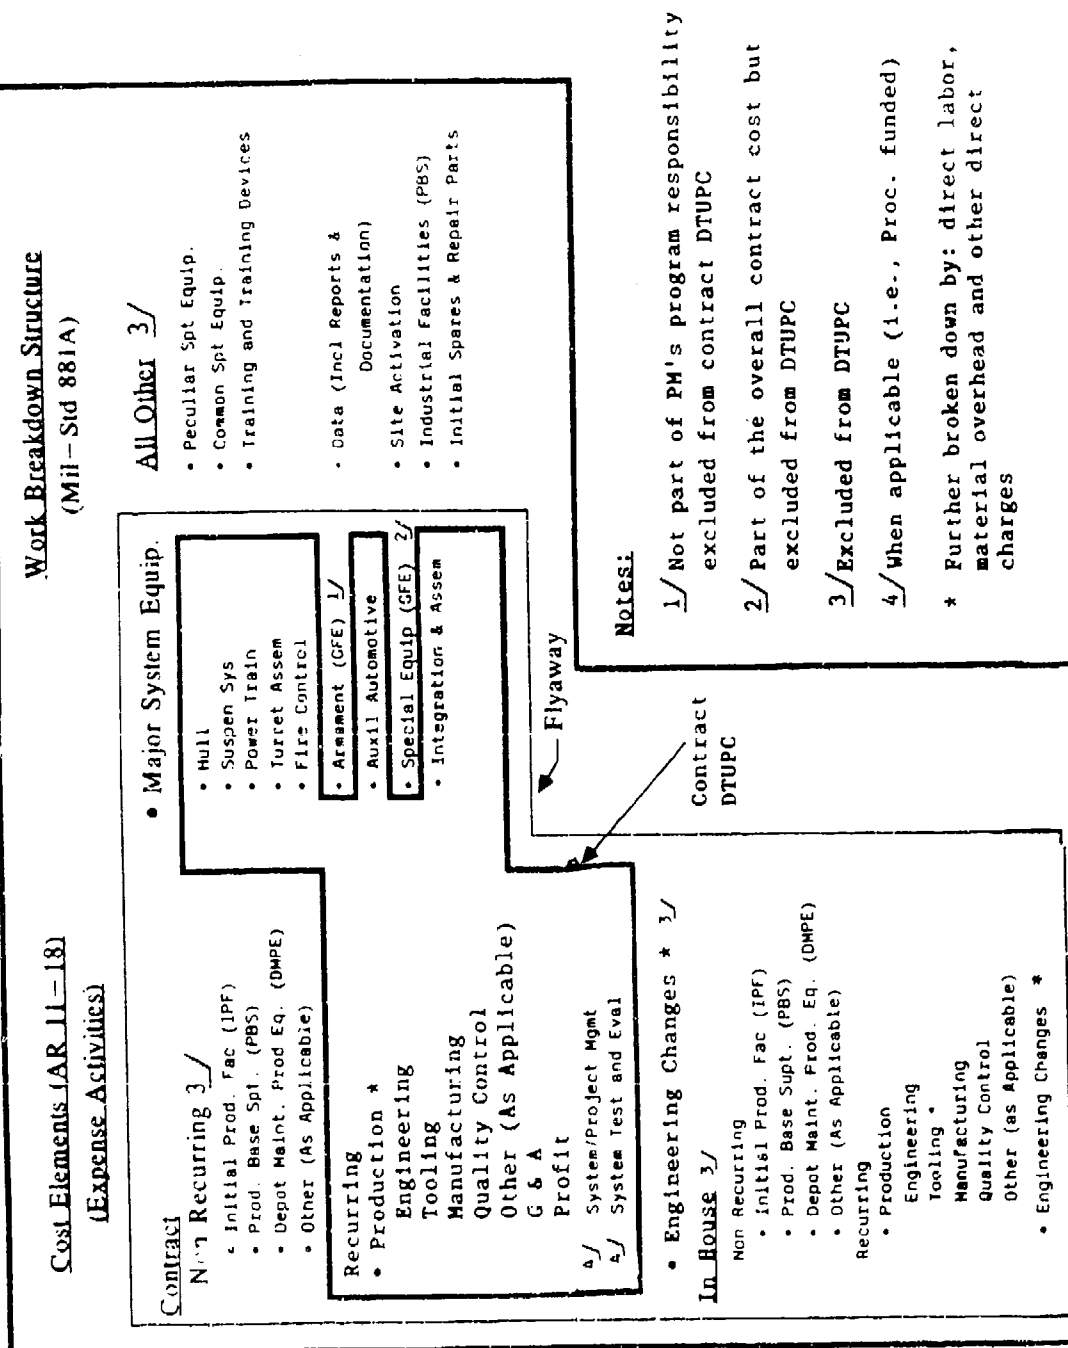 Work Breakdown Structure
(Mil-Std 881A)
Cost Elements (AR 11-18)
(Expense Activities)
• Major System Equip.
All Other 3/
Contract
Non Recurring 3/
• Initial Prod. Fac (IPF)
• Prod. Base Spt. (PBS)
• Depot Maint. Prod Eq. (DMPE)
• Other (As Applicable)
Recurring
• Production *
Engineering
Tooling
Manufacturing
Quality Control
Other (As Applicable)
G & A
Profit
4/ System/Project Mgmt
4/ System Test and Eval
• Engineering Changes * 3/
In House 3/
Non Recurring
• Initial Prod. Fac (IPF)
• Prod. Base Supt. (PBS)
• Depot Maint. Prod. Eq. (DMPE)
• Other (As Applicable)
Recurring
• Production
Engineering
Tooling *
Manufacturing
Quality Control
Other (as Applicable)
• Engineering Changes *
• Hull
• Suspen Sys
• Power Train
• Turret Assem
• Fire Control
• Armament (GFE) 1/
• Auxil Automotive
• Special Equip (GFE) 2/
• Integration & Assem
Flyaway
Contract
DTUPC
• Peculiar Spt Equip.
• Common Spt Equip.
• Training and Training Devices
• Data (Incl Reports &
Documentation)
• Site Activation
• Industrial Facilities (PBS)
• Initial Spares & Repair Parts
Notes:
1/ Not part of PM's program responsibility
excluded from contract DTUPC
2/ Part of the overall contract cost but
excluded from DTUPC
3/ Excluded from DTUPC
4/ When applicable (i.e., Proc. funded)
* Further broken down by: direct labor,
material overhead and other direct
charges